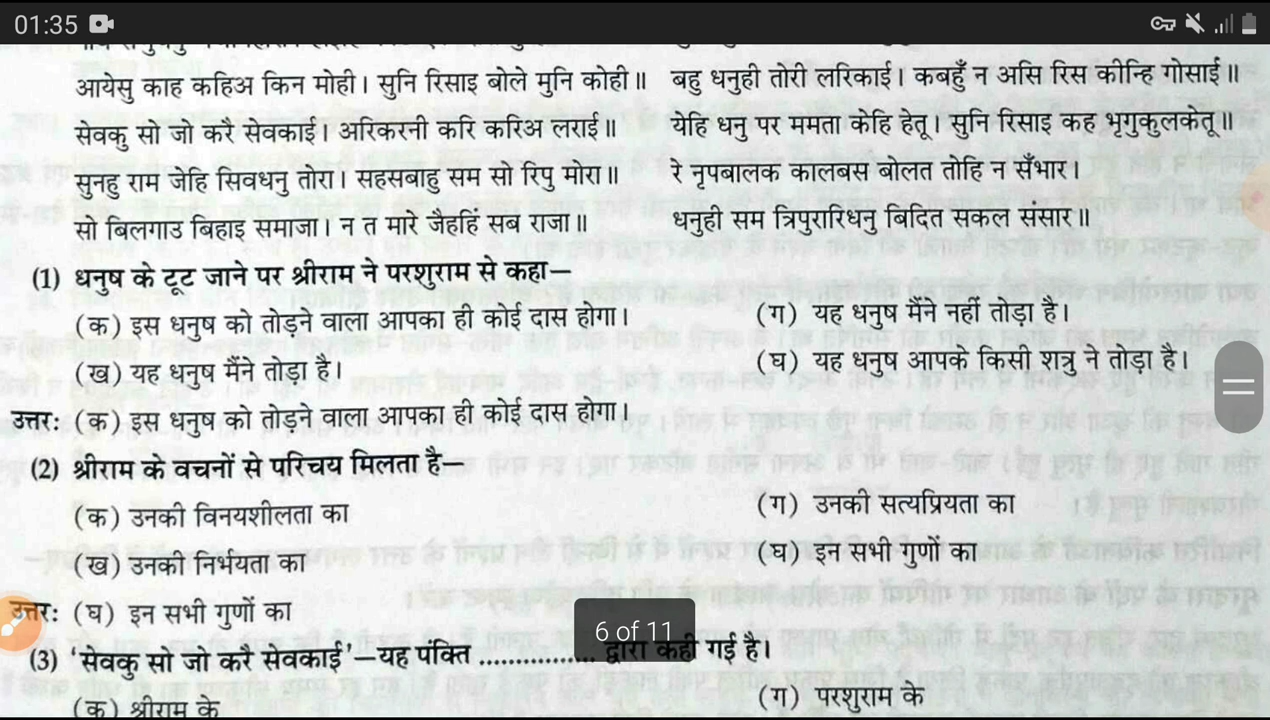 01:35
आयेसु काह कहिअ किन मोही। सुनि रिसाइ बोले मुनि कोही॥
सेवकु सो जो करै सेवकाई। अरिकरनी करि करिअ लराई॥
सुनहु राम जेहि सिवधनु तोरा। सहसबाहु सम सो रिपु मोरा॥
सो बिलगाउ बिहाइ समाजा। न त मारे जैहहिं सब राजा॥
बहु धनुही तोरी लरिकाई। कबहुँ न असि रिस कीन्हि गोसाई॥
येहि धनु पर ममता केहि हेतू। सुनि रिसाइ कह भृगुकुलकेतू॥
रे नृपबालक कालबस बोलत तोहि न सँभार।
धनुही सम त्रिपुरारिधनु बिदित सकल संसार॥
(1) धनुष के टूट जाने पर श्रीराम ने परशुराम से कहा—
(क) इस धनुष को तोड़ने वाला आपका ही कोई दास होगा।
(ग) यह धनुष मैंने नहीं तोड़ा है।
(ख) यह धनुष मैंने तोड़ा है।
(घ) यह धनुष आपके किसी शत्रु ने तोड़ा है।
उत्तर: (क) इस धनुष को तोड़ने वाला आपका ही कोई दास होगा।
(2) श्रीराम के वचनों से परिचय मिलता है—
(क) उनकी विनयशीलता का
(ग) उनकी सत्यप्रियता का
(ख) उनकी निर्भयता का
(घ) इन सभी गुणों का
उत्तर: (घ) इन सभी गुणों का
6 of 11
(3) ‘सेवकु सो जो करै सेवकाई’—यह पंक्ति ................ द्वारा कही गई है।
(क) श्रीराम के
(ग) परशुराम के